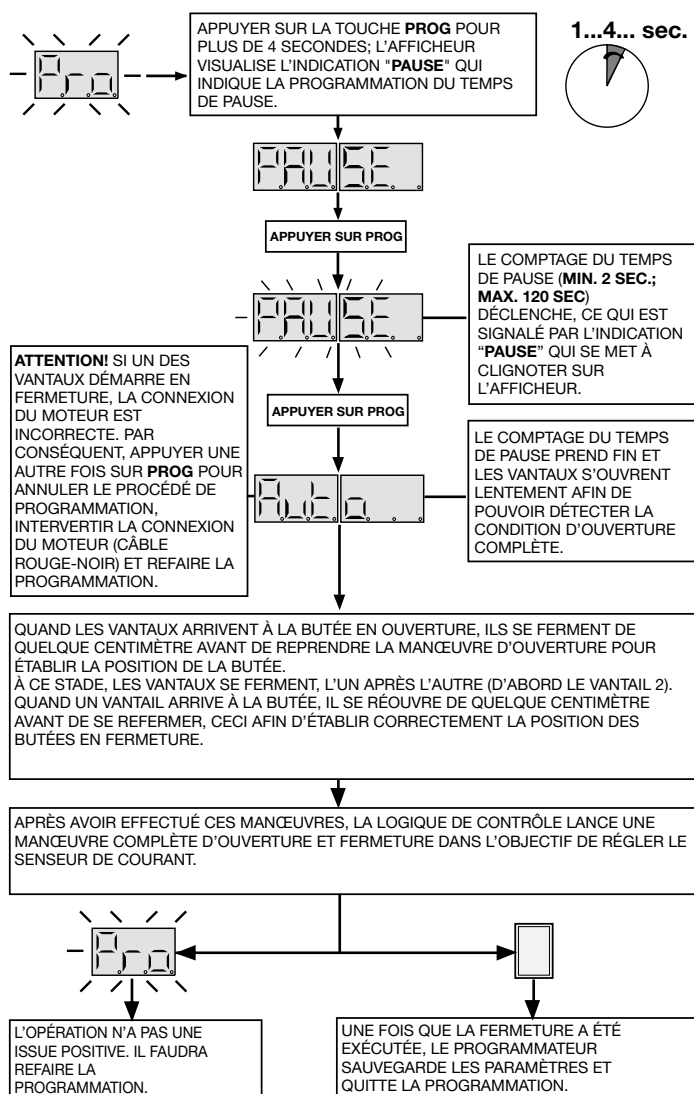 APPUYER SUR LA TOUCHE PROG POUR
PLUS DE 4 SECONDES; L'AFFICHEUR
VISUALISE L'INDICATION "PAUSE" QUI
INDIQUE LA PROGRAMMATION DU TEMPS
DE PAUSE.
1...4... sec.
Pro
PAUSE
APPUYER SUR PROG
PAUSE
LE COMPTAGE DU TEMPS
DE PAUSE (MIN. 2 SEC.;
MAX. 120 SEC)
DÉCLENCHE, CE QUI EST
SIGNALÉ PAR L'INDICATION
“PAUSE” QUI SE MET À
CLIGNOTER SUR
L'AFFICHEUR.
ATTENTION! SI UN DES
VANTAUX DÉMARRE EN
FERMETURE, LA CONNEXION
DU MOTEUR EST
INCORRECTE. PAR
CONSÉQUENT, APPUYER UNE
AUTRE FOIS SUR PROG POUR
ANNULER LE PROCÉDÉ DE
PROGRAMMATION,
INTERVERTIR LA CONNEXION
DU MOTEUR (CÂBLE
ROUGE-NOIR) ET REFAIRE LA
PROGRAMMATION.
APPUYER SUR PROG
Auto
LE COMPTAGE DU TEMPS
DE PAUSE PREND FIN ET
LES VANTAUX S'OUVRENT
LENTEMENT AFIN DE
POUVOIR DÉTECTER LA
CONDITION D'OUVERTURE
COMPLÈTE.
QUAND LES VANTAUX ARRIVENT À LA BUTÉE EN OUVERTURE, ILS SE FERMENT DE
QUELQUE CENTIMÈTRE AVANT DE REPRENDRE LA MANŒUVRE D'OUVERTURE POUR
ÉTABLIR LA POSITION DE LA BUTÉE.
À CE STADE, LES VANTAUX SE FERMENT, L'UN APRÈS L'AUTRE (D'ABORD LE VANTAIL 2).
QUAND UN VANTAIL ARRIVE À LA BUTÉE, IL SE RÉOUVRE DE QUELQUE CENTIMÈTRE
AVANT DE SE REFERMER, CECI AFIN D'ÉTABLIR CORRECTEMENT LA POSITION DES
BUTÉES EN FERMETURE.
APRÈS AVOIR EFFECTUÉ CES MANŒUVRES, LA LOGIQUE DE CONTRÔLE LANCE UNE
MANŒUVRE COMPLÈTE D'OUVERTURE ET FERMETURE DANS L'OBJECTIF DE RÉGLER LE
SENSEUR DE COURANT.
Pro
L'OPÉRATION N'A PAS UNE
ISSUE POSITIVE. IL FAUDRA
REFAIRE LA
PROGRAMMATION.
UNE FOIS QUE LA FERMETURE A ÉTÉ
EXÉCUTÉE, LE PROGRAMMATEUR
SAUVEGARDE LES PARAMÈTRES ET
QUITTE LA PROGRAMMATION.